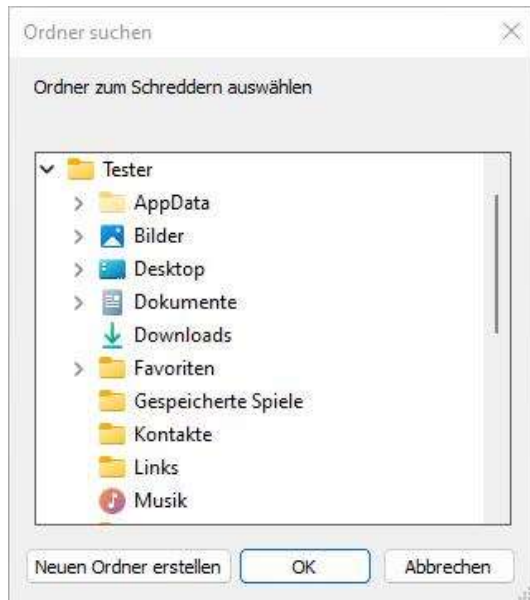 Ordner suchen
Ordner zum Schreddern auswählen
Tester
AppData
Bilder
Desktop
Dokumente
Downloads
Favoriten
Gespeicherte Spiele
Kontakte
Links
Musik
Neuen Ordner erstellen OK Abbrechen